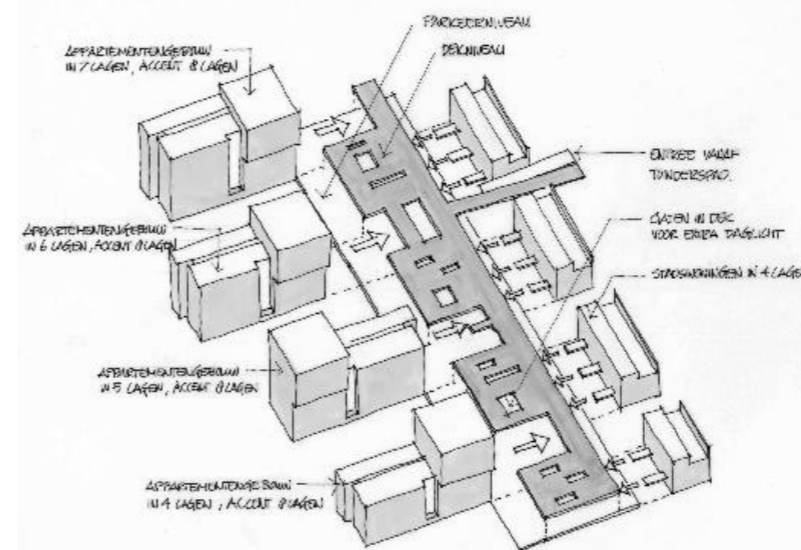 PARKEERNIVEAU
DEKNIVEAU
APPARTEMENTENGEBOUW
IN 7 LAGEN, ACCENT 8 LAGEN
ENTREE VANAF
TUNDERSPAD.
GATEN IN DEK
VOOR EXTRA DAGLICHT
STADSWONINGEN IN 4 LAGEN
APPARTEMENTENGEBOUW
IN 6 LAGEN, ACCENT 8 LAGEN
APPARTEMENTENGEBOUW
IN 5 LAGEN, ACCENT 8 LAGEN
APPARTEMENTENGEBOUW
IN 4 LAGEN, ACCENT 8 LAGEN